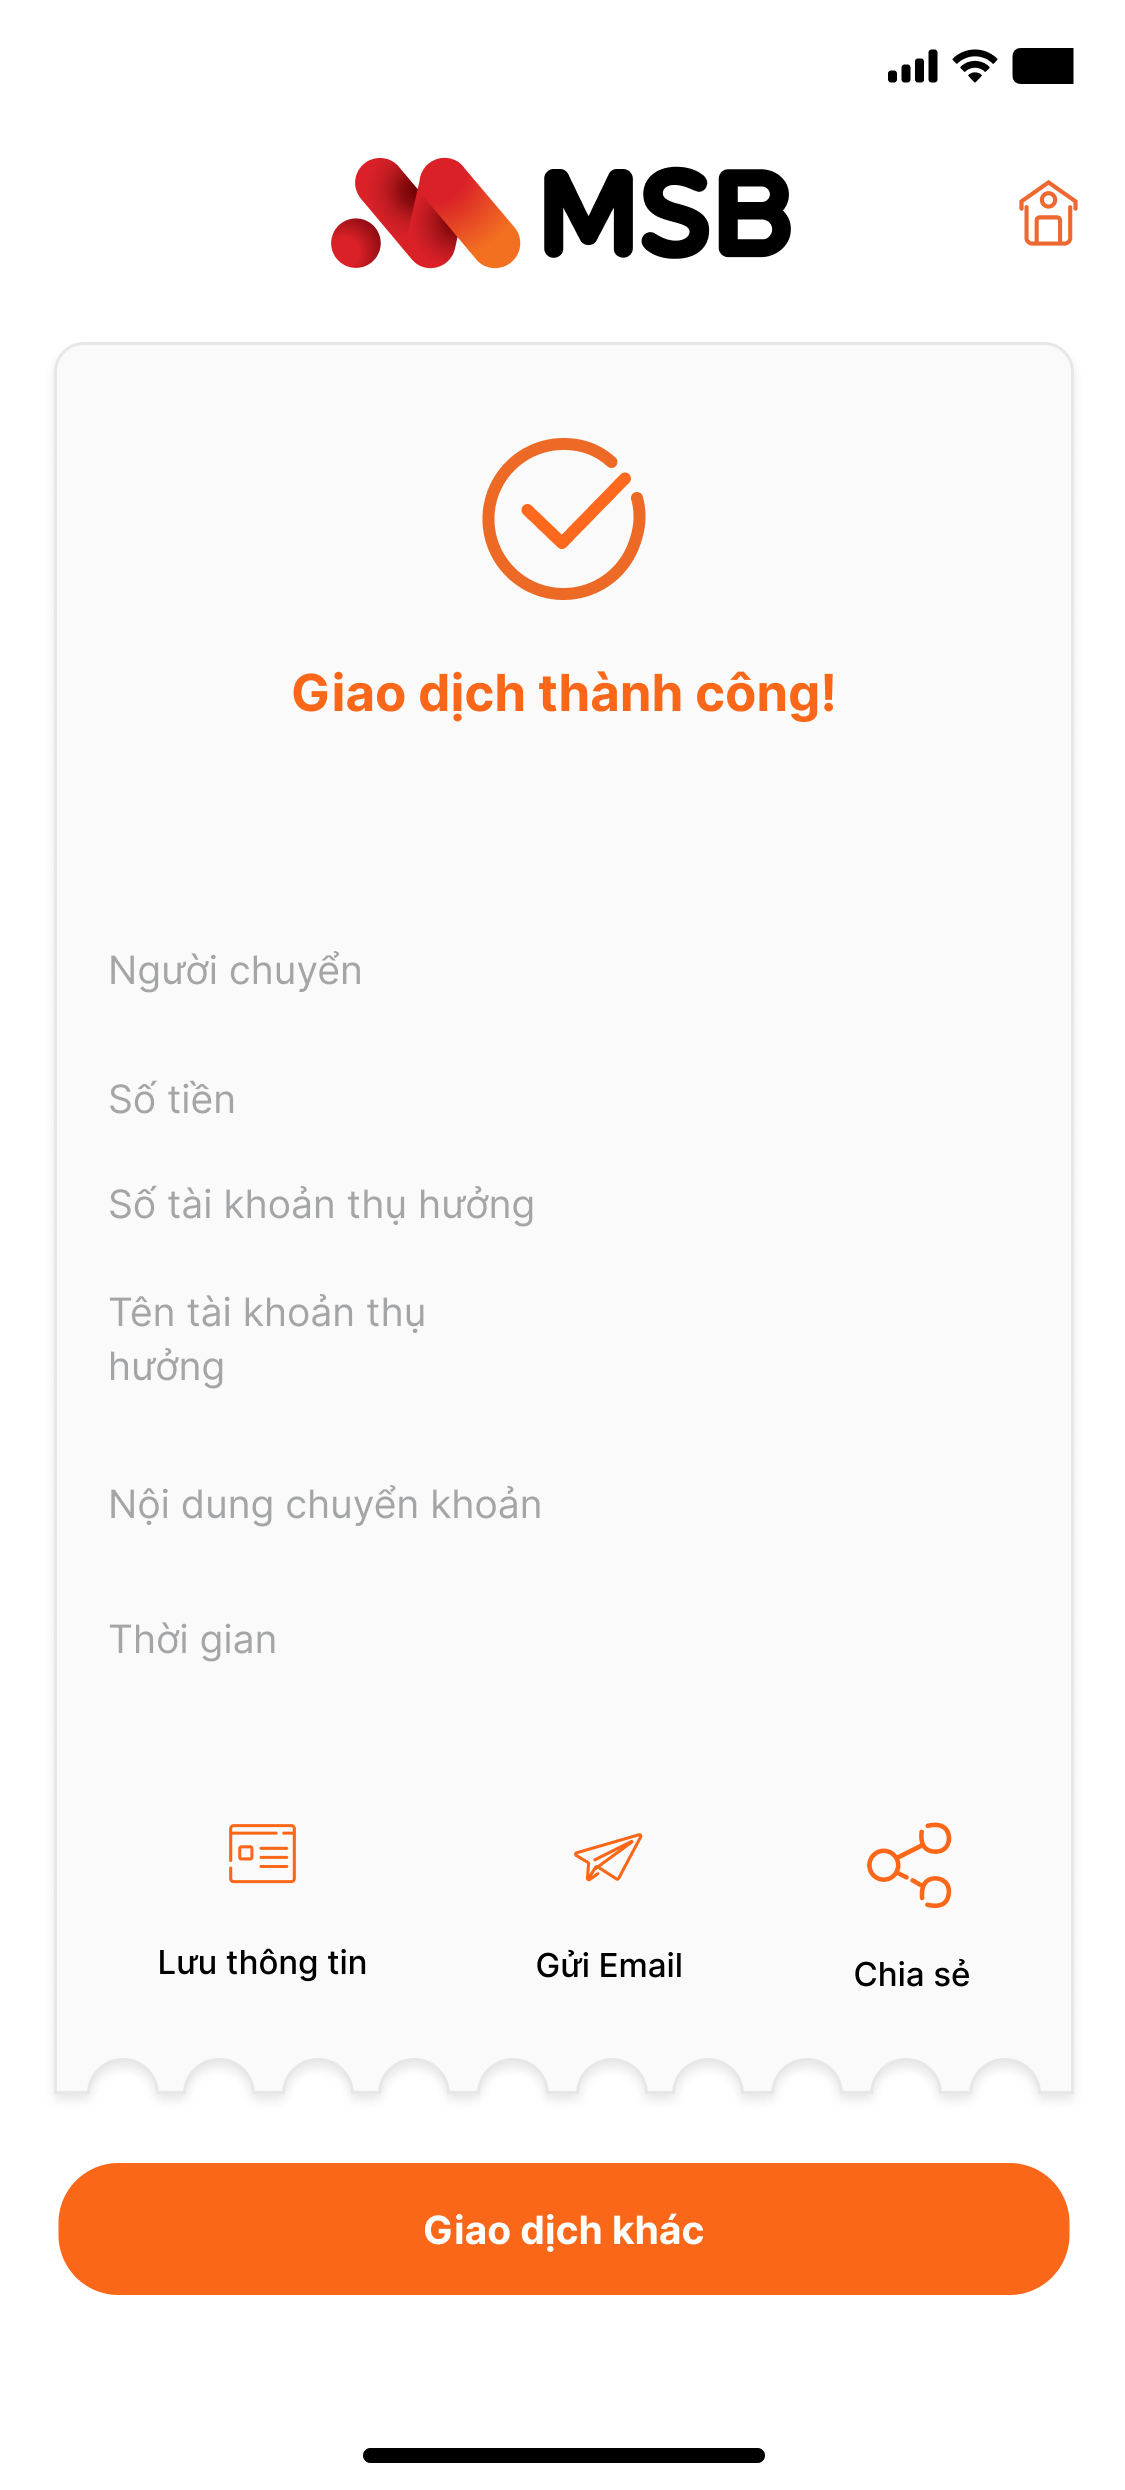 MSB
Giao dịch thành công!
Người chuyển
Số tiền
Số tài khoản thụ hưởng
Tên tài khoản thụ
hưởng
Nội dung chuyển khoản
Thời gian
Lưu thông tin
Gửi Email
Chia sẻ
Giao dịch khác